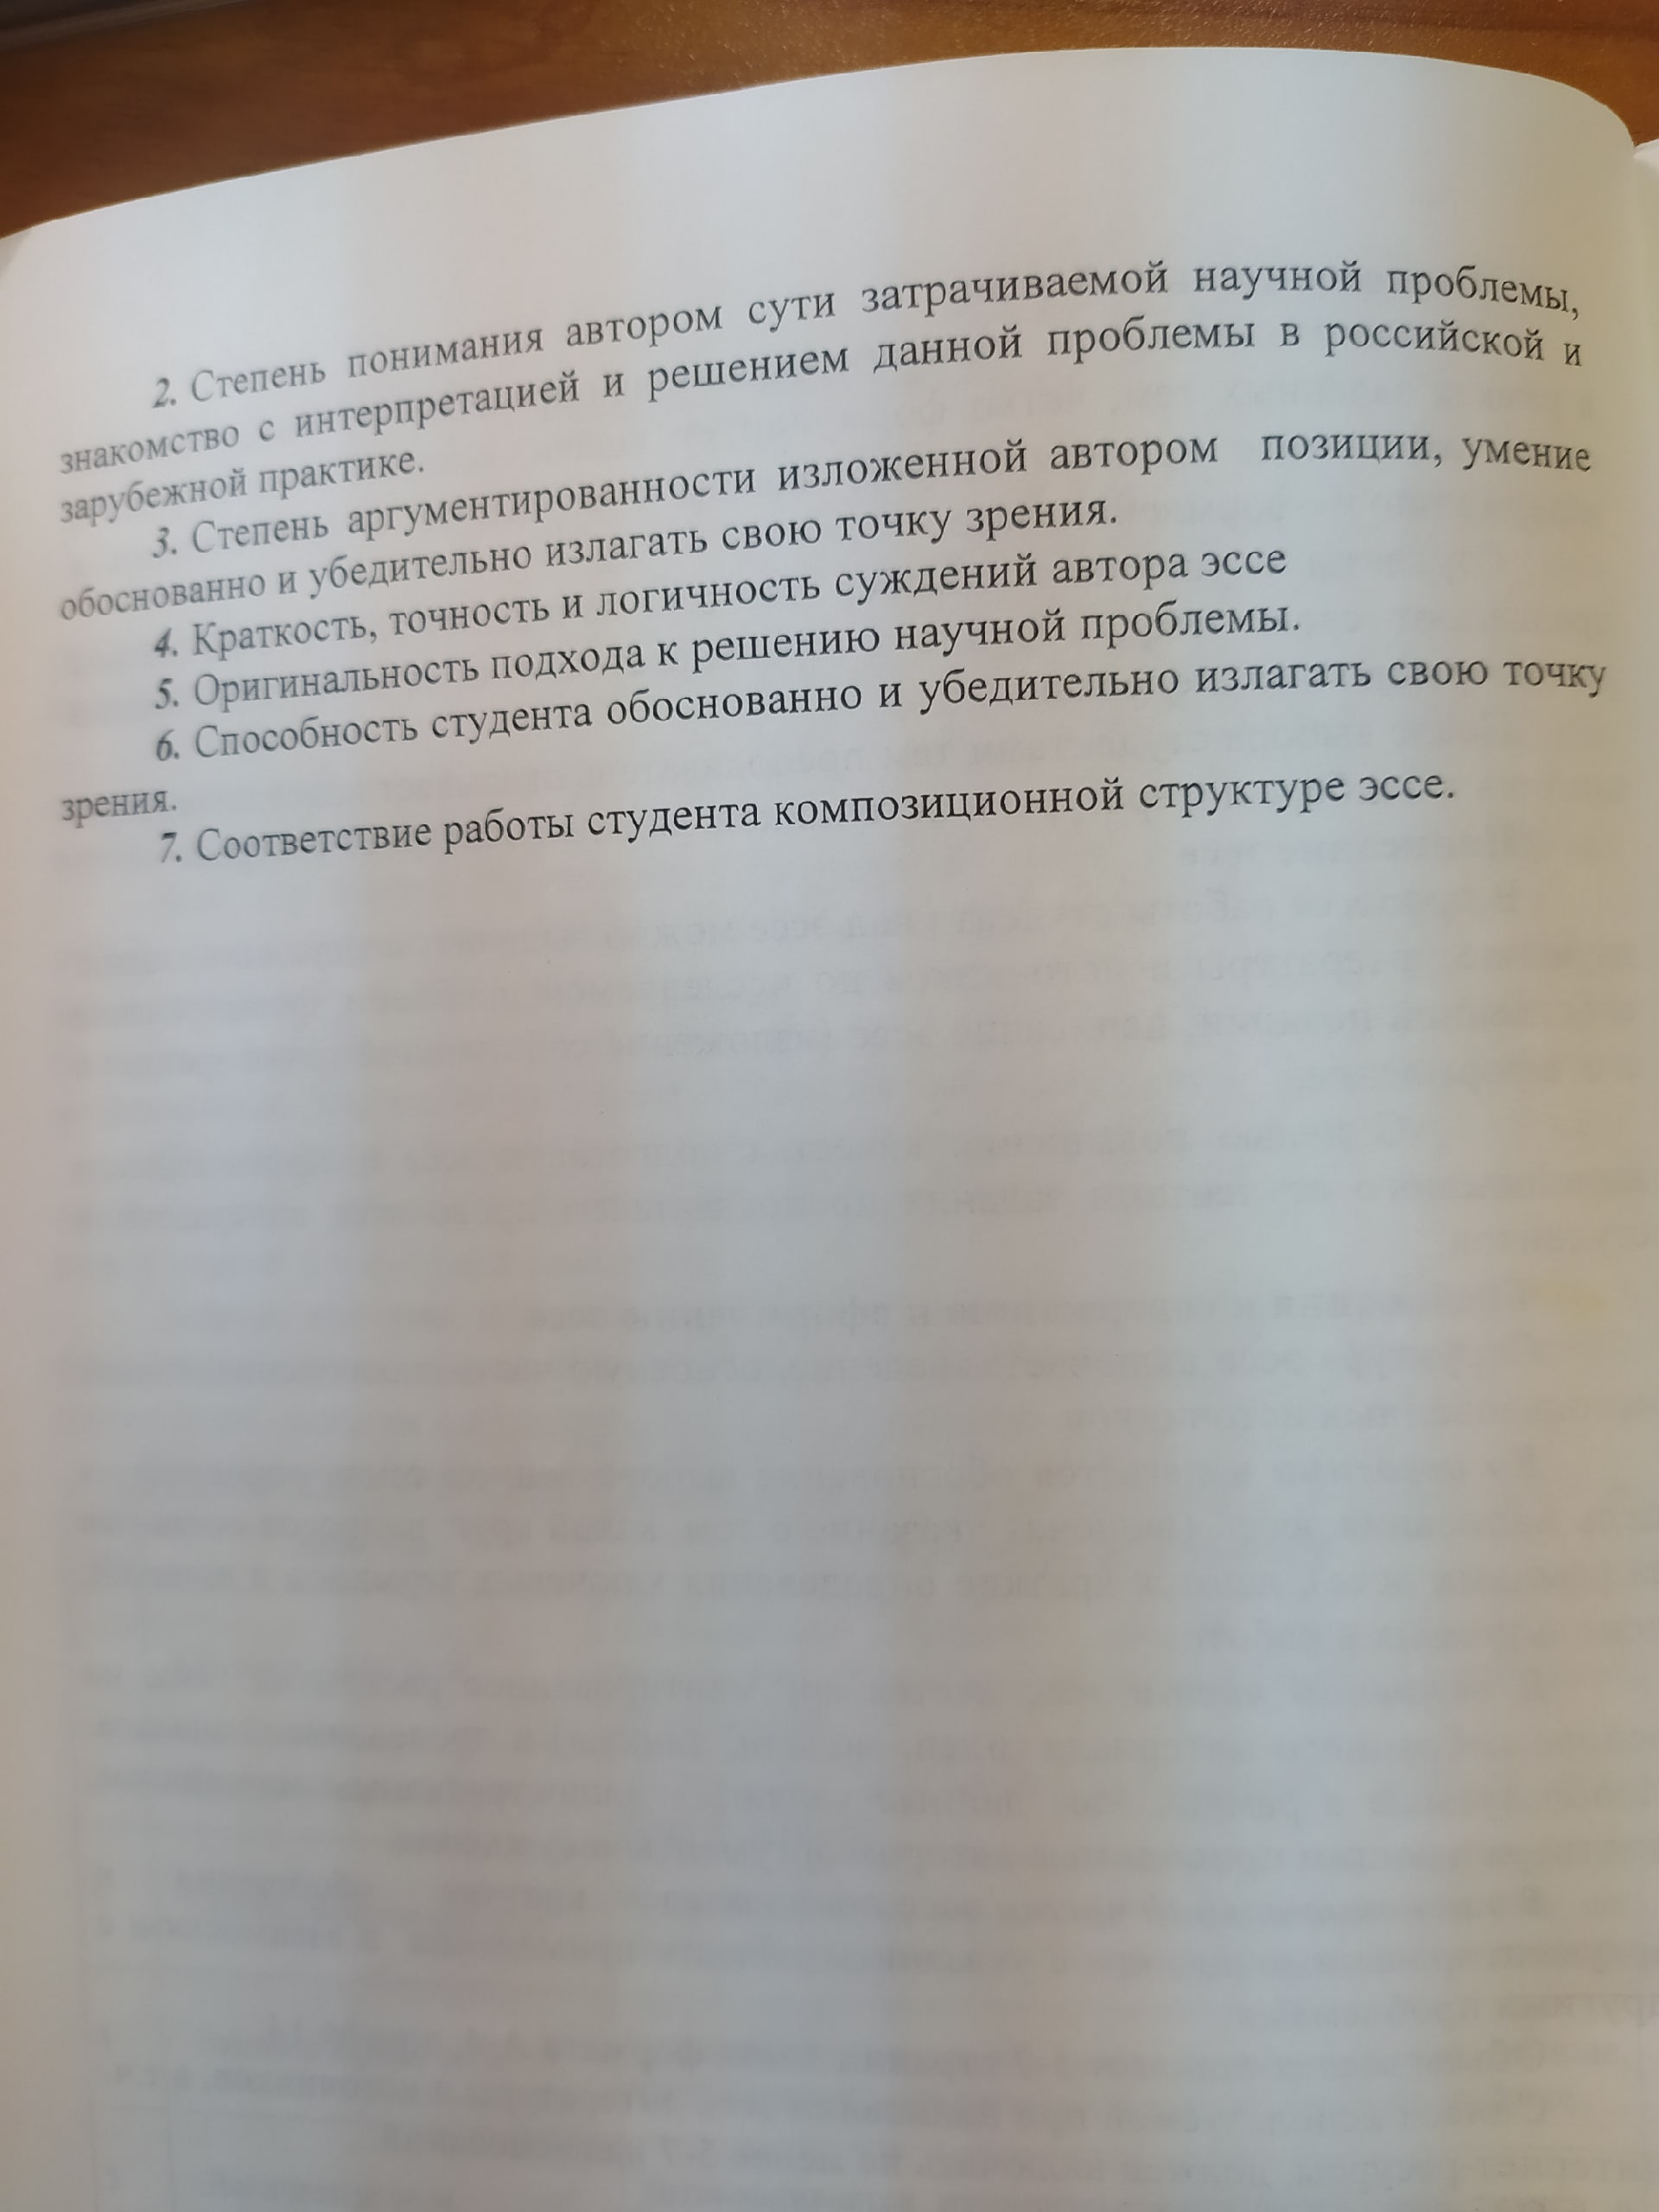 2. Степень понимания автором сути затрачиваемой научной проблемы,
знакомство с интерпретацией и решением данной проблемы в российской и
зарубежной практике.
3. Степень аргументированности изложенной автором позиции, умение
обоснованно и убедительно излагать свою точку зрения.
4. Краткость, точность и логичность суждений автора эссе
5. Оригинальность подхода к решению научной проблемы.
6. Способность студента обоснованно и убедительно излагать свою точку
зрения.
7. Соответствие работы студента композиционной структуре эссе.